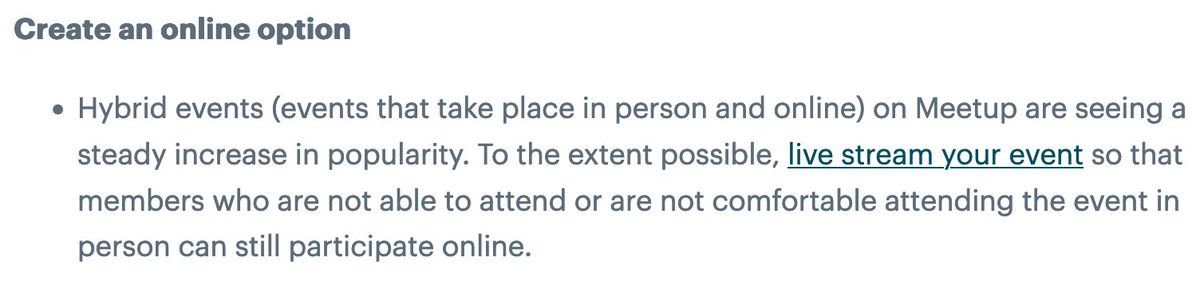 Create an online option
• Hybrid events (events that take place in person and online) on Meetup are seeing a
steady increase in popularity. To the extent possible, live stream your event so that
members who are not able to attend or are not comfortable attending the event in
person can still participate online.